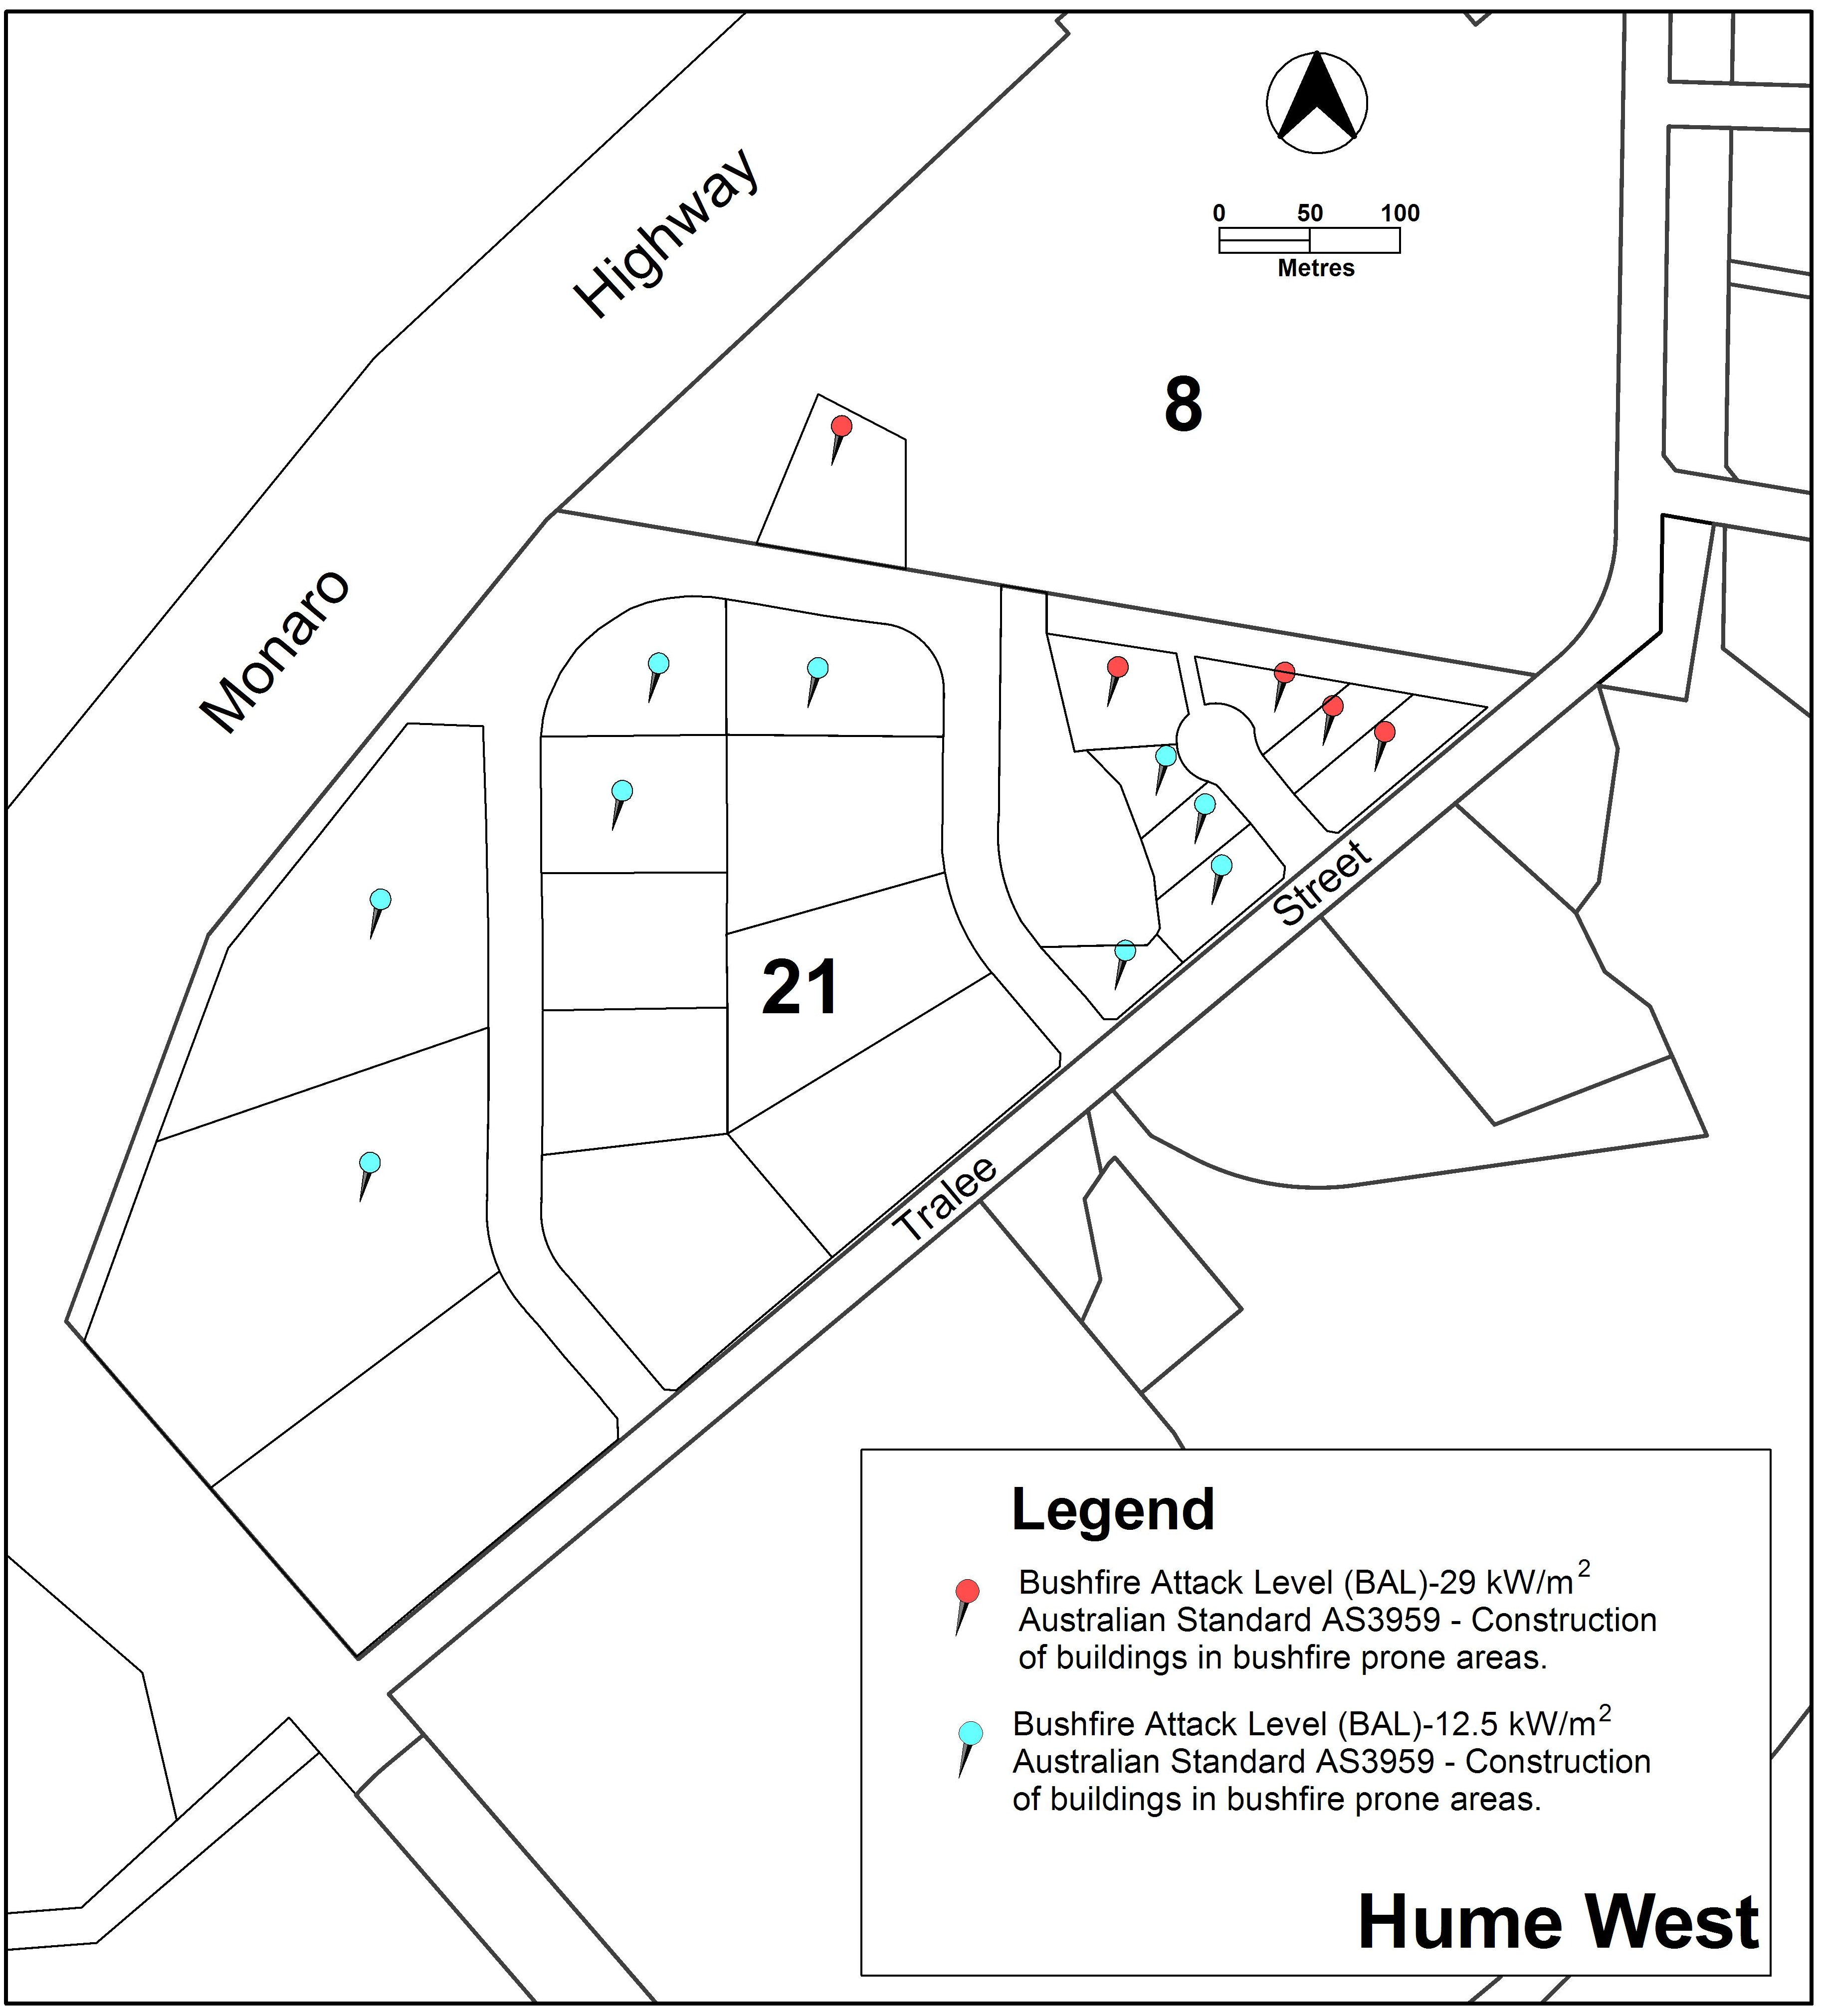 Highway
Monaro
0 50 100
Metres
8
21
Street
Tralee
Legend
Bushfire Attack Level (BAL)-29 kW/m²
Australian Standard AS3959 - Construction
of buildings in bushfire prone areas.
Bushfire Attack Level (BAL)-12.5 kW/m²
Australian Standard AS3959 - Construction
of buildings in bushfire prone areas.
Hume West